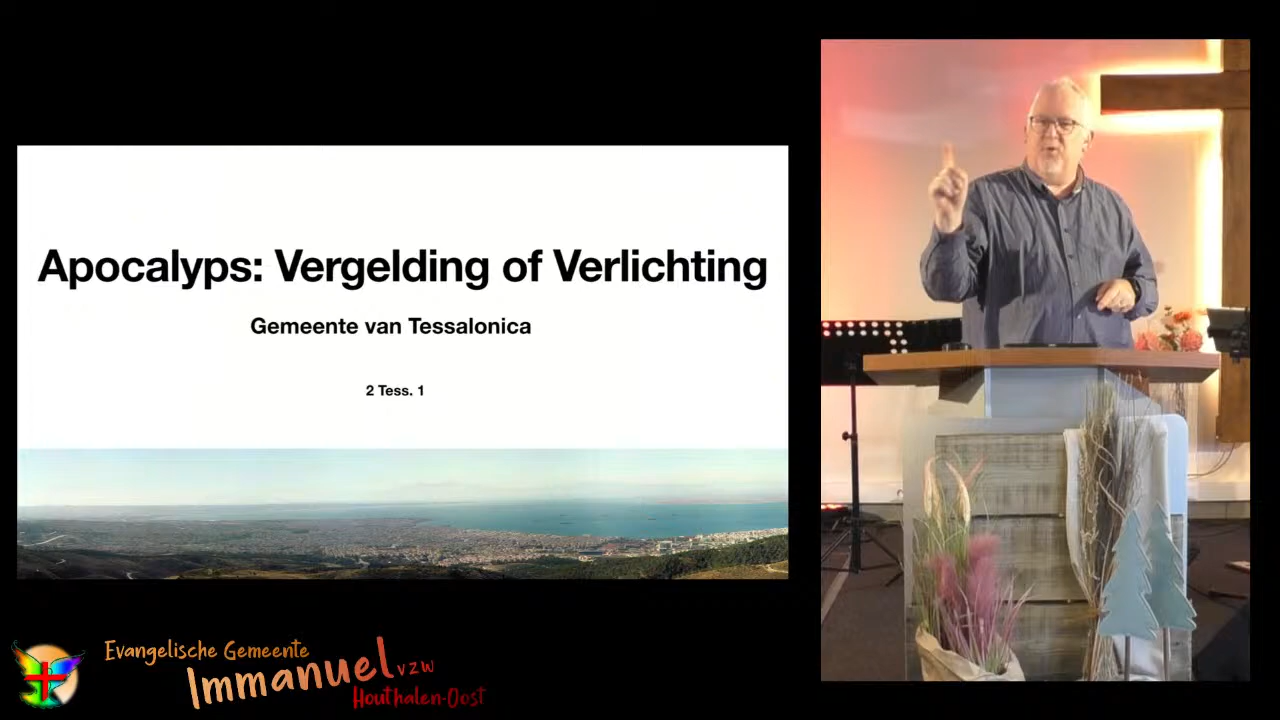 Apocalyps: Vergelding of Verlichting
Gemeente van Tessalonica
2 Tess. 1
Evangelische Gemeente
Immanuel vzw
Houthalen-Oost